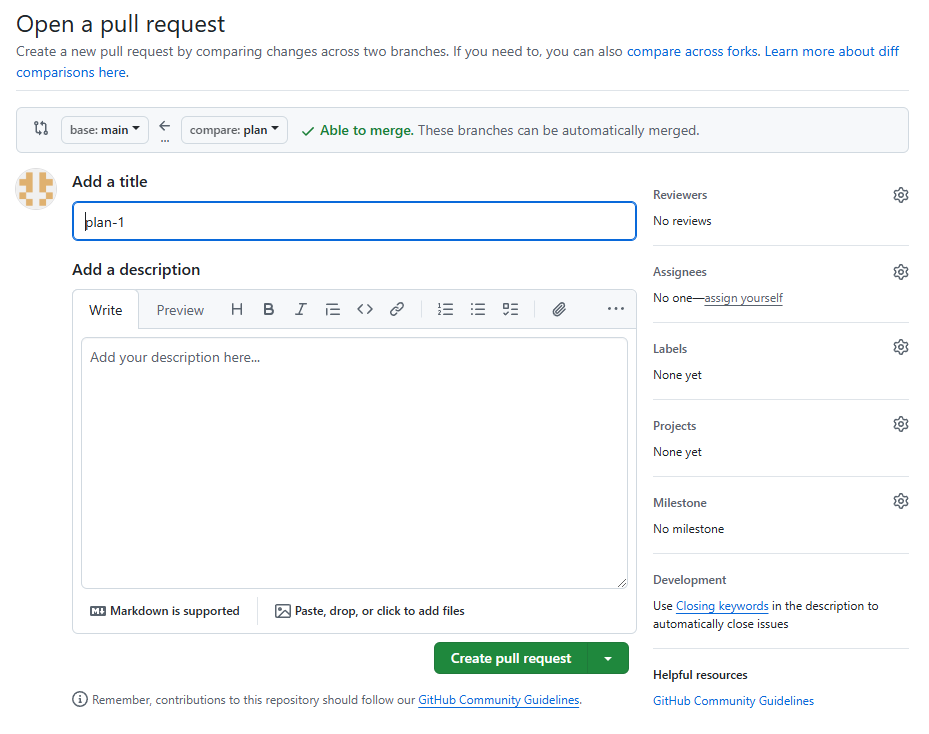 Open a pull request
Create a new pull request by comparing changes across two branches. If you need to, you can also compare across forks. Learn more about diff
comparisons here.
base: main
compare: plan
Able to merge. These branches can be automatically merged.
Add a title
plan-1
Add a description
Write
Preview
Add your description here...
Markdown is supported
Paste, drop, or click to add files
Create pull request
Remember, contributions to this repository should follow our GitHub Community Guidelines.
Reviewers
No reviews
Assignees
No one—assign yourself
Labels
None yet
Projects
None yet
Milestone
No milestone
Development
Use Closing keywords in the description to
automatically close issues
Helpful resources
GitHub Community Guidelines